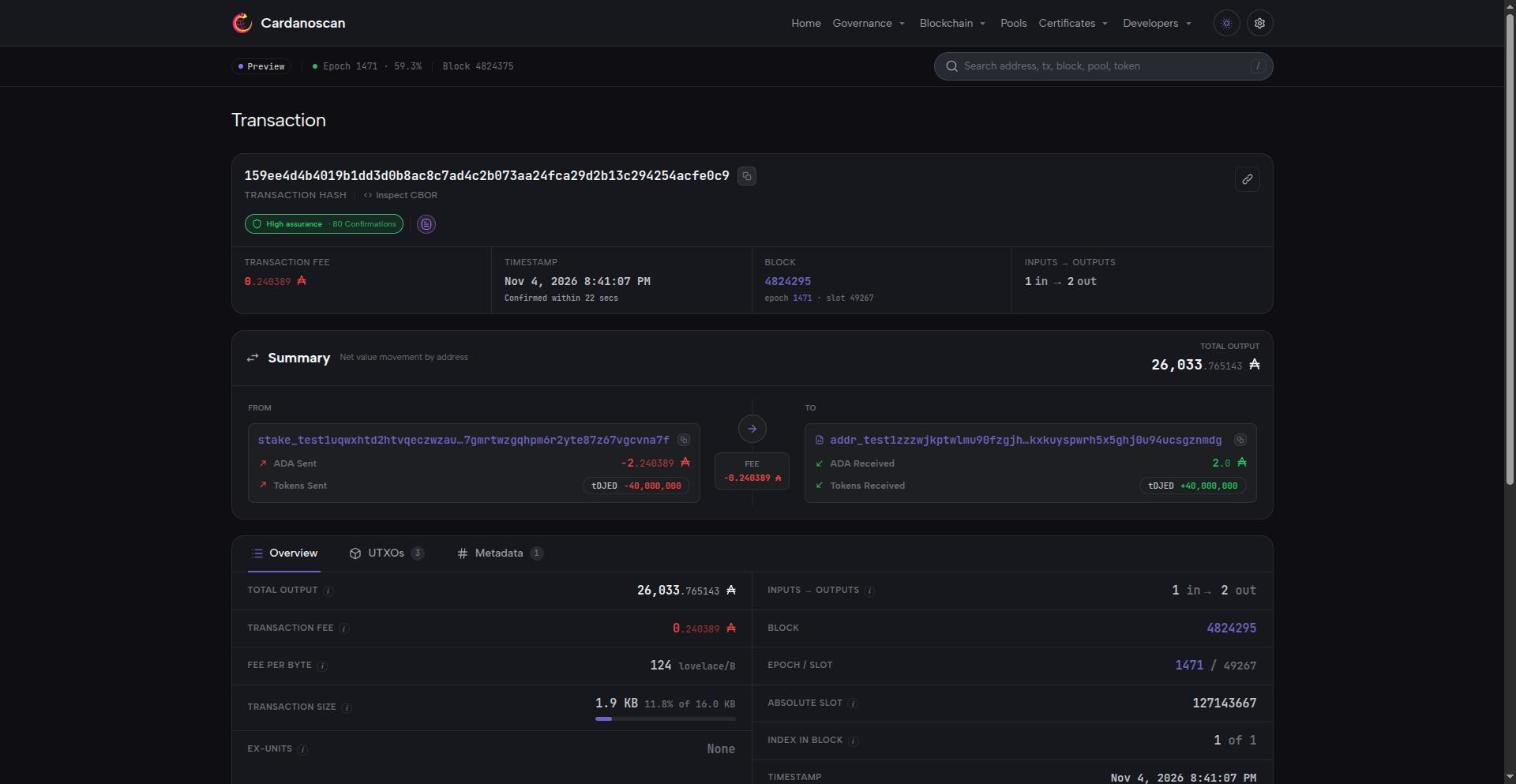 Cardanoscan
Home Governance Blockchain Pools Certificates Developers
Preview Epoch 1471 · 59.3% Block 4824375
Search address, tx, block, pool, token /
Transaction
159ee4d4b4019b1dd3d0b8ac8c7ad4c2b073aa24fca29d2b13c294254acfe0c9
TRANSACTION HASH <> Inspect CBOR
High assurance · 80 Confirmations
TRANSACTION FEE
0.240389 ₳
TIMESTAMP
Nov 4, 2026 8:41:07 PM
Confirmed within 22 secs
BLOCK
4824295
epoch 1471 · slot 49267
INPUTS → OUTPUTS
1 in → 2 out
Summary Net value movement by address
TOTAL OUTPUT
26,033.765143 ₳
FROM
stake_test1uqwxhtd2htvqeczwzau…7gmrtwzgqhpm6r2yte87z67vgcvna7f
ADA Sent -2.240389 ₳
Tokens Sent tDJED -40,000,000
FEE
-0.240389 ₳
TO
addr_test1zzzwjkptwlmu90fzgjh…kxkuyspwrh5x5ghj0u94ucsgznmdg
ADA Received 2.0 ₳
Tokens Received tDJED +40,000,000
Overview UTXOs 3 Metadata 1
TOTAL OUTPUT i 26,033.765143 ₳
INPUTS → OUTPUTS i 1 in → 2 out
TRANSACTION FEE i 0.240389 ₳
BLOCK 4824295
FEE PER BYTE i 124 lovelace/B
EPOCH / SLOT 1471 / 49267
TRANSACTION SIZE i 1.9 KB 11.8% of 16.0 KB
ABSOLUTE SLOT i 127143667
EX-UNITS i None
INDEX IN BLOCK i 1 of 1
TIMESTAMP Nov 4, 2026 8:41:07 PM